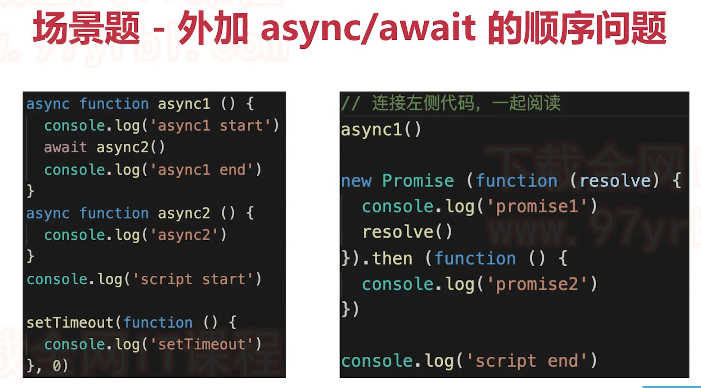 场景题 - 外加 async/await 的顺序问题
async function async1 () {
  console.log('async1 start')
  await async2()
  console.log('async1 end')
}
async function async2 () {
  console.log('async2')
}
console.log('script start')

setTimeout(function () {
  console.log('setTimeout')
}, 0)
// 连接左侧代码，一起阅读
async1()

new Promise (function (resolve) {
  console.log('promise1')
  resolve()
}).then (function () {
  console.log('promise2')
})

console.log('script end')